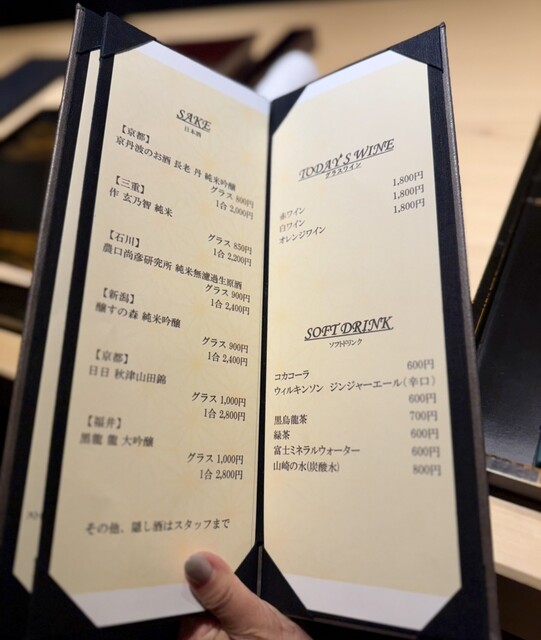 SAKE
日本酒
【京都】
京丹波のお酒 長老 丹 純米吟醸
グラス 800円
1合 2,000円
【三重】
作 玄乃智 純米
グラス 850円
1合 2,200円
【石川】
農口尚彦研究所 純米無濾過生原酒
グラス 900円
1合 2,400円
【新潟】
醸すの森 純米吟醸
グラス 900円
1合 2,400円
【京都】
日日 秋津山田錦
グラス 1,000円
1合 2,800円
【福井】
黒龍 龍 大吟醸
グラス 1,000円
1合 2,800円
その他、隠し酒はスタッフまで
TODAY'S WINE
グラスワイン
赤ワイン 1,800円
白ワイン 1,800円
オレンジワイン 1,800円
SOFT DRINK
ソフトドリンク
コカコーラ 600円
ウィルキンソン ジンジャーエール(辛口)
600円
黒烏龍茶 700円
緑茶 600円
富士ミネラルウォーター 600円
山崎の水(炭酸水) 800円